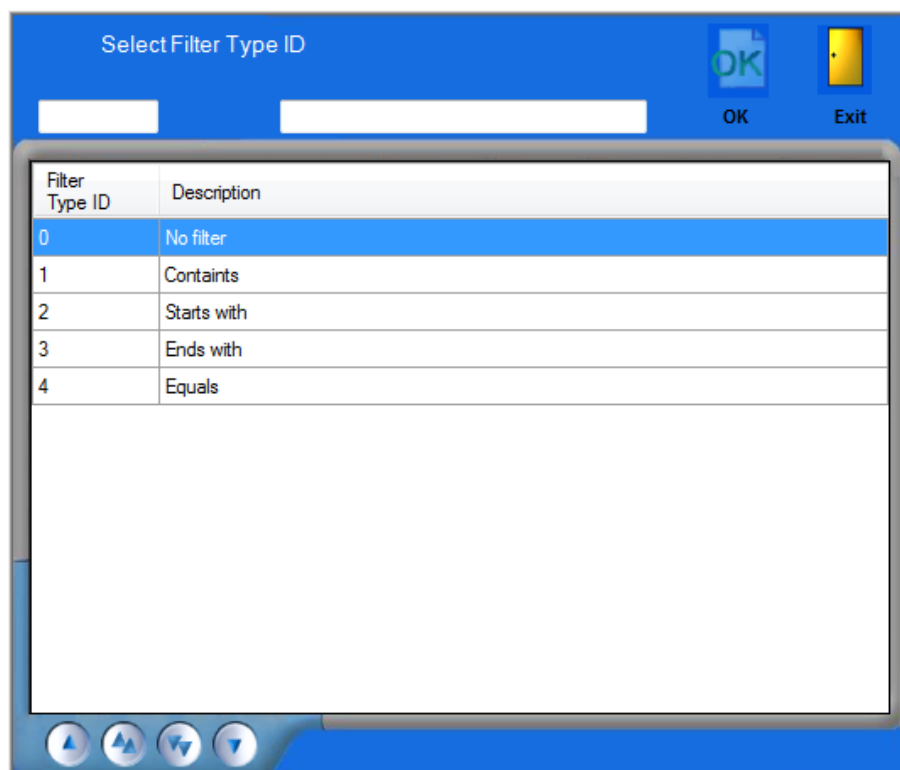 Select Filter Type ID
OK
OK Exit
Filter
Type ID Description
0 No filter
1 Containts
2 Starts with
3 Ends with
4 Equals